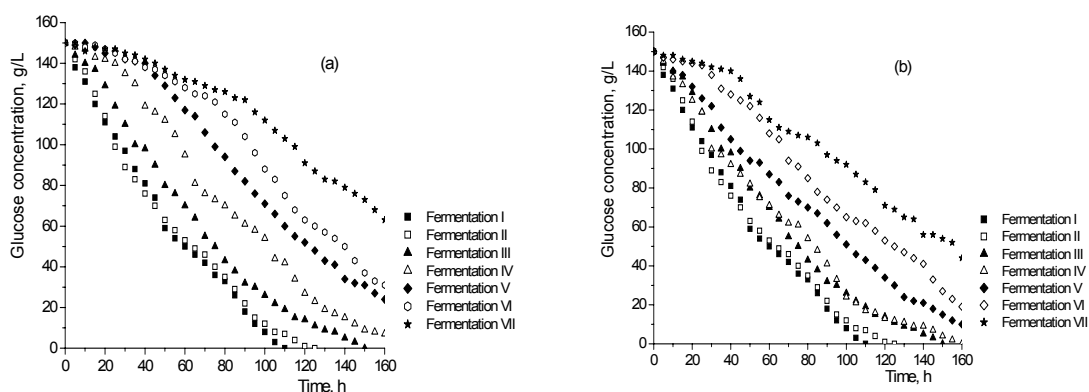 160
140
120
100
80
60
40
20
0
Glucose concentration, g/L
(a)
0 20 40 60 80 100 120 140 160
Time, h
Fermentation I
Fermentation II
Fermentation III
Fermentation IV
Fermentation V
Fermentation VI
Fermentation VII
160
140
120
100
80
60
40
20
0
Glucose concentration, g/L
(b)
0 20 40 60 80 100 120 140 160
Time, h
Fermentation I
Fermentation II
Fermentation III
Fermentation IV
Fermentation V
Fermentation VI
Fermentation VII